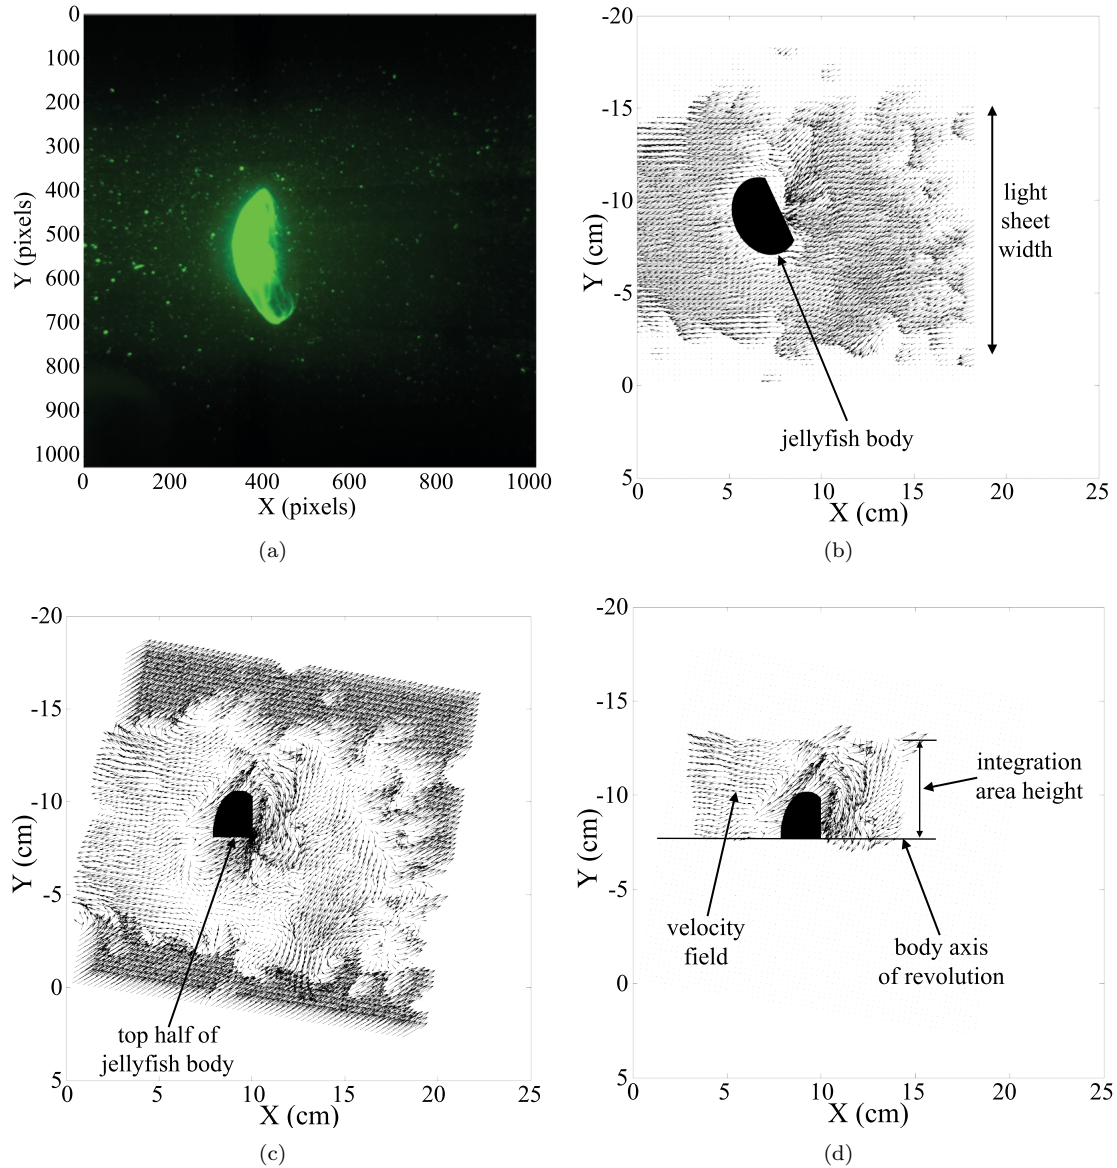 0
100
200
300
400
500
600
700
800
900
1000
Y (pixels)
0 200 400 600 800 1000
X (pixels)
(a)
-20
-15
-10
-5
0
5
Y (cm)
light
sheet
width
jellyfish body
0 5 10 15 20 25
X (cm)
(b)
-20
-15
-10
-5
0
5
Y (cm)
top half of
jellyfish body
0 5 10 15 20 25
X (cm)
(c)
-20
-15
-10
-5
0
5
Y (cm)
integration
area height
velocity
field
body axis
of revolution
0 5 10 15 20 25
X (cm)
(d)